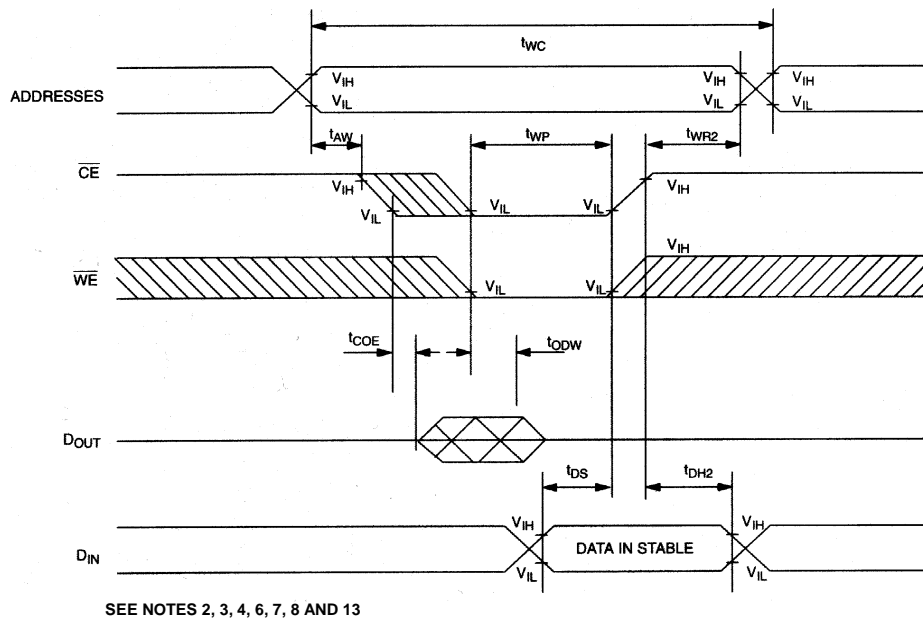 tWC
VIH
VIH
VIH
ADDRESSES
VIL
VIL
VIL
tAW
tWP
tWR2
CE
VIH
VIH
VIL
VIL
VIL
VIH
WE
VIL
VIL
tCOE
tODW
DOUT
tDS
tDH2
VIH
VIH
DIN
DATA IN STABLE
VIL
VIL
SEE NOTES 2, 3, 4, 6, 7, 8 AND 13